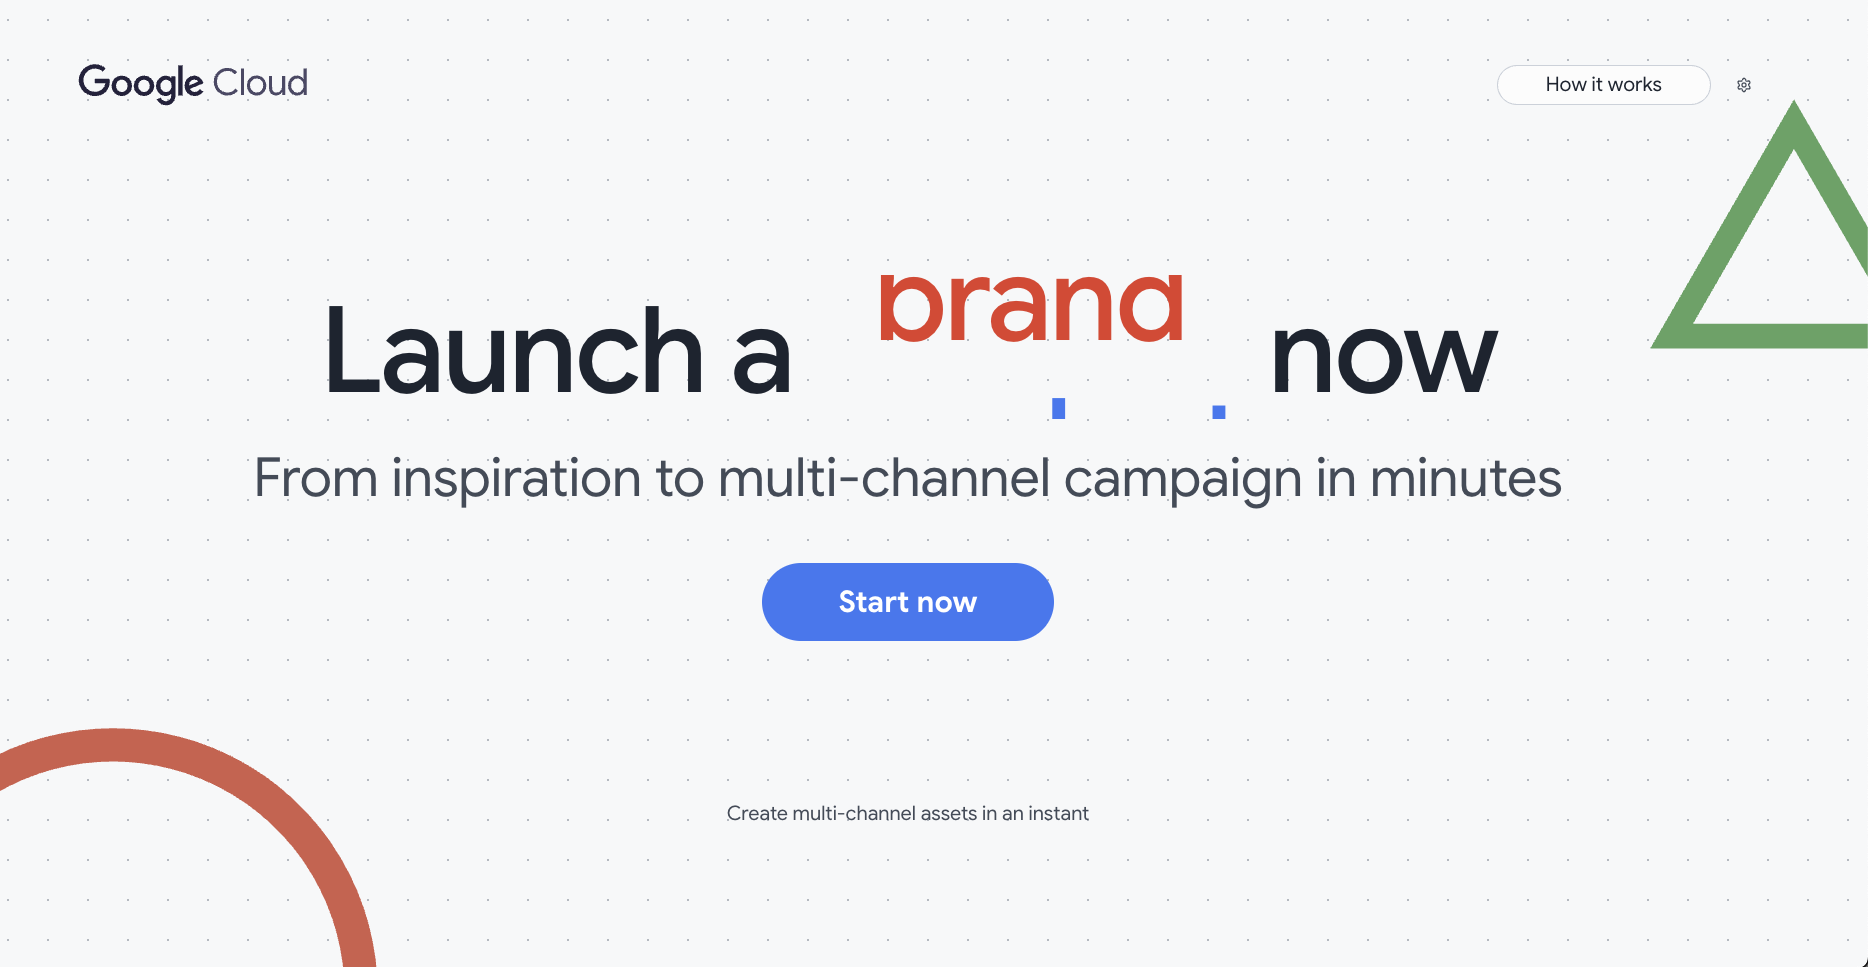 Google Cloud
How it works
Launch a brand now
From inspiration to multi-channel campaign in minutes
Start now
Create multi-channel assets in an instant